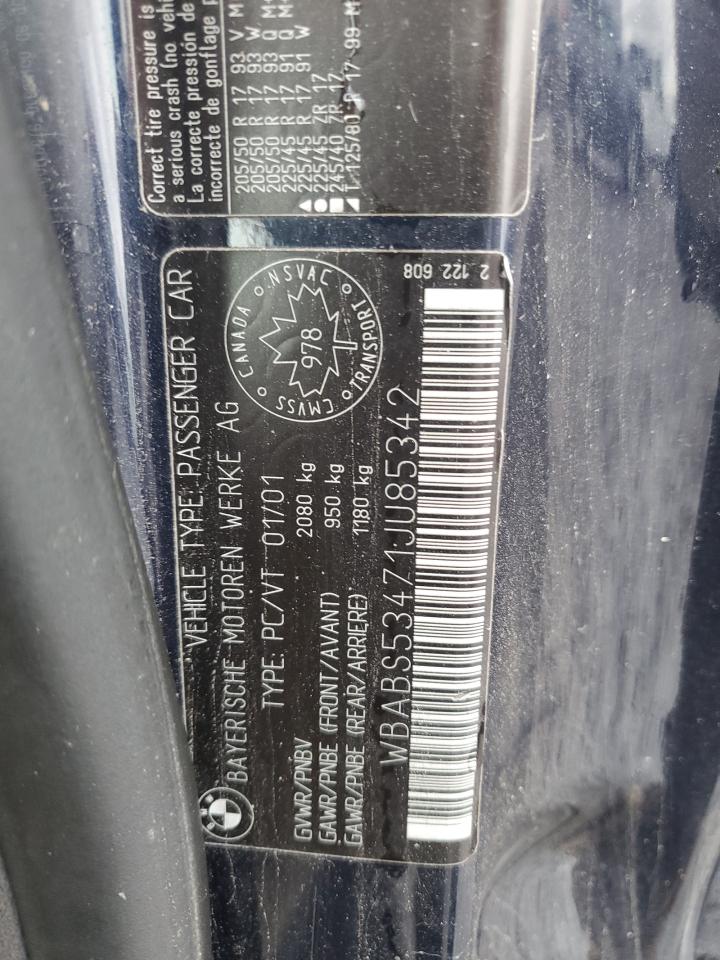 VEHICLE TYPE: PASSENGER CAR
BAYERISCHE MOTOREN WERKE AG
TYPE: PC/VT 01/01
GVWR/PNBV 2080 kg
GAWR/PNBE (FRONT/AVANT) 950 kg
GAWR/PNBE (REAR/ARRIERE) 1180 kg
WBABS53471JU85342
CANADA NSVAC TRANSPORT CMVSS
978
2 122 608
BMW
Correct tire pressure is
a serious crash (no vehi
La correcte pression de
incorrecte de gonflage p
205/50 R 17 93 V M
205/50 R 17 93 W
205/50 R 17 93 Q M+
225/45 R 17 91 Q M+
225/45 R 17 91 W
225/45 ZR 17
245/40 ZR 17
T 125/80 R 17 99 M